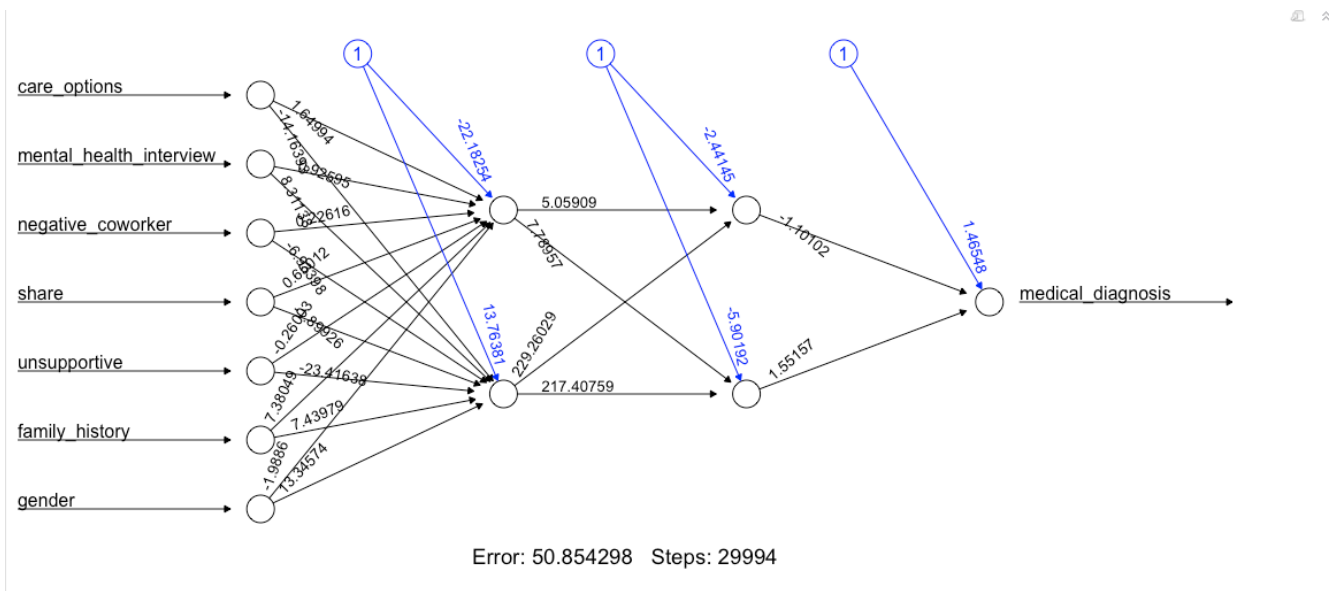 1 1 1
care_options
mental_health_interview
negative_coworker
share
unsupportive
family_history
gender
1.64994
-22.18254
-2.44145
5.05909
7.78957
-1.10102
1.46548
medical_diagnosis
-0.26093
-23.41638
7.38049
7.43979
-1.9886
13.34574
13.76381
229.26029
217.40759
-5.90192
1.55157
Error: 50.854298 Steps: 29994